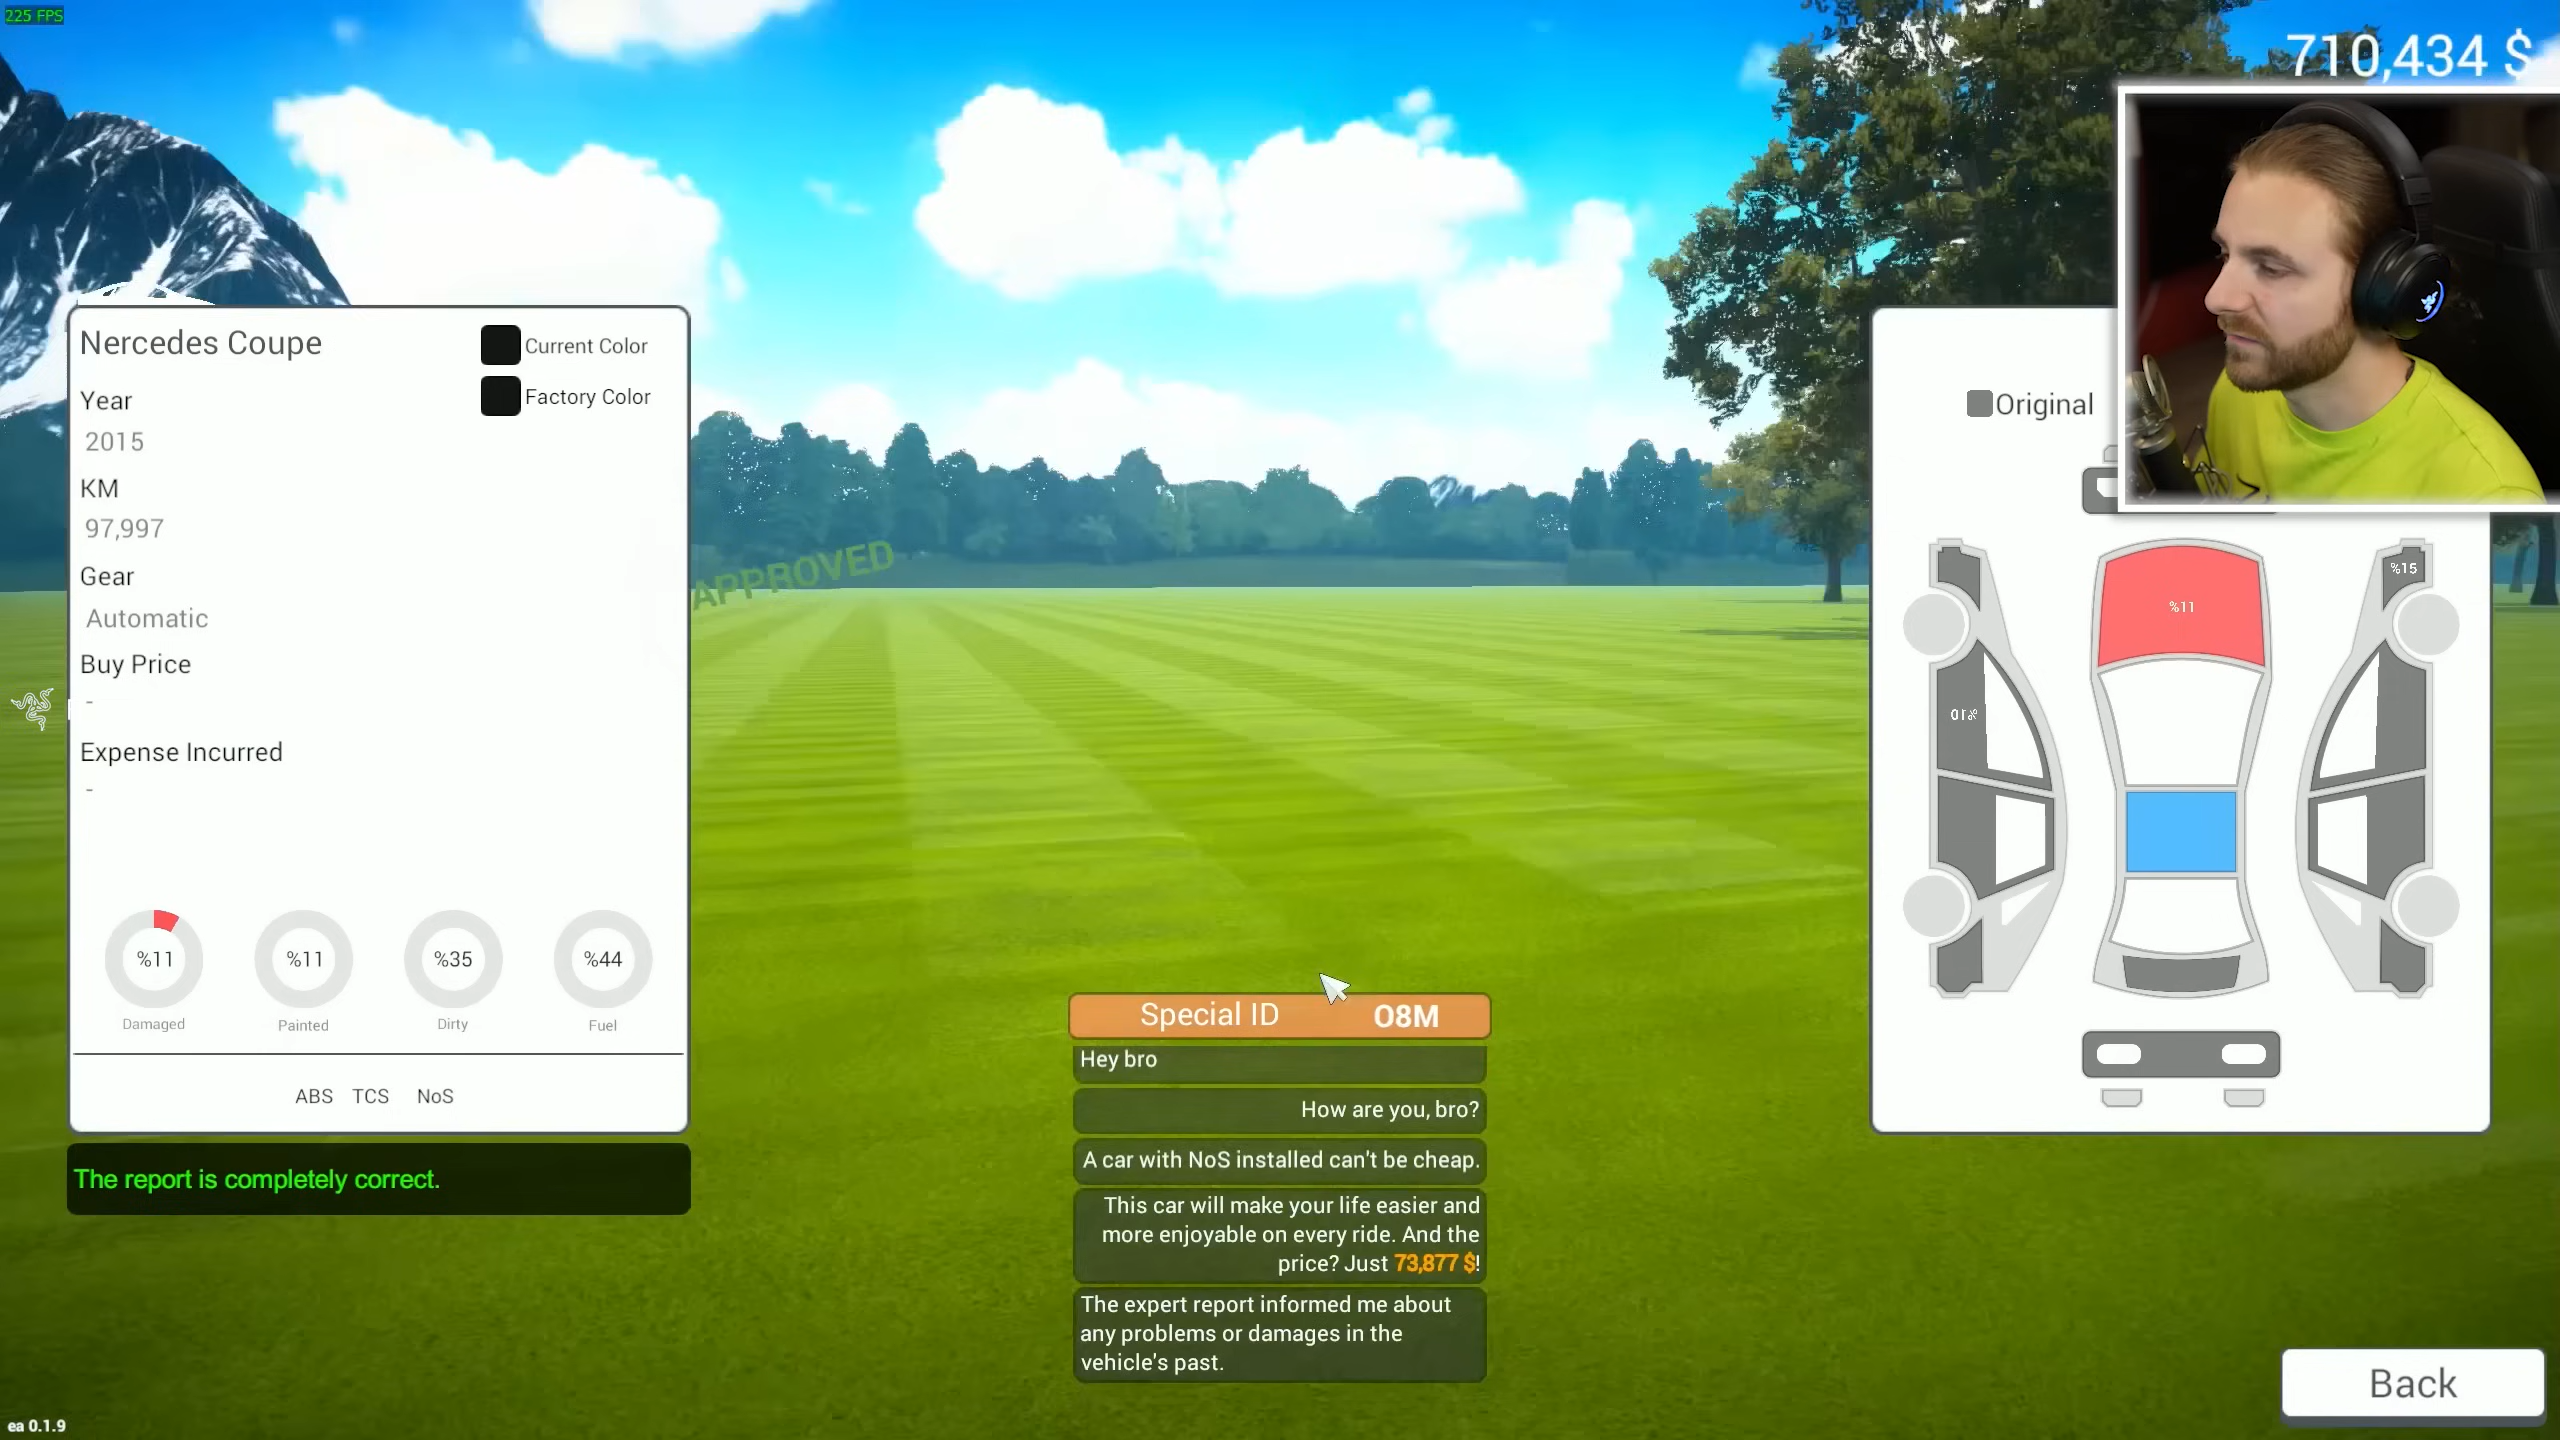 225 FPS
710,434 $
Nercedes Coupe
Current Color
Factory Color
Year
2015
KM
97,997
Gear
Automatic
Buy Price
-
Expense Incurred
-
%11
%11
%35
%44
Damaged
Painted
Dirty
Fuel
ABS TCS NoS
The report is completely correct.
APPROVED
Special ID O8M
Hey bro
How are you, bro?
A car with NoS installed can't be cheap.
This car will make your life easier and
more enjoyable on every ride. And the
price? Just 73,877 $!
The expert report informed me about
any problems or damages in the
vehicle's past.
Original
%15
%11
%10
Back
ea 0.1.9